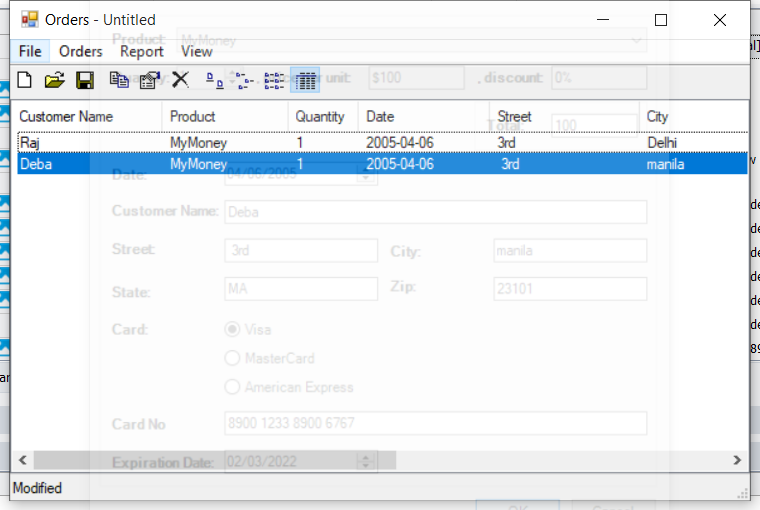 Orders - Untitled
Product: MyMoney
File Orders Report View
unit: $100 , discount: 0%
Customer Name Product Quantity Date Street City
Total: 100
Raj MyMoney 1 2005-04-06 3rd Delhi
Deba MyMoney 1 2005-04-06 3rd manila
Date: 04/06/2005
Customer Name: Deba
Street: 3rd City: manila
State: MA Zip: 23101
Card: Visa
MasterCard
American Express
Card No 8900 1233 8900 6767
Expiration Date: 02/03/2022
Modified
OK Cancel